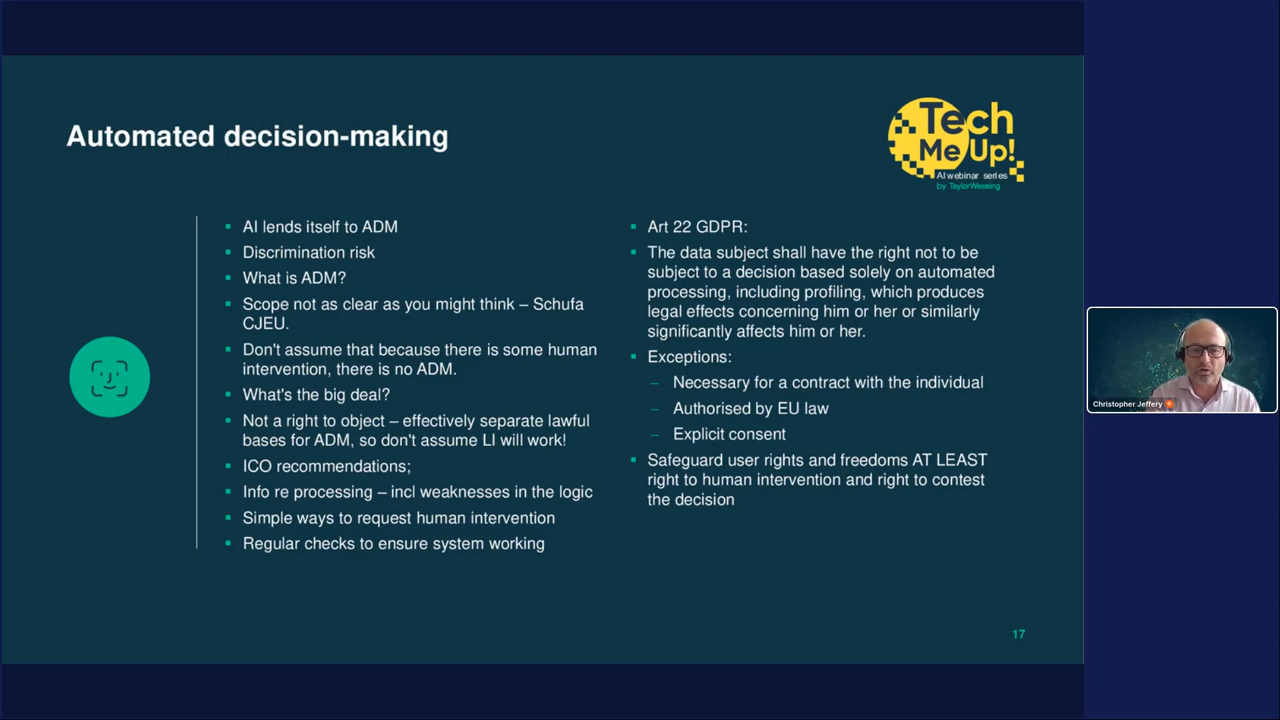 Automated decision-making
Tech
Me Up!
AI webinar series
by TaylorWessing
AI lends itself to ADM
Discrimination risk
What is ADM?
Scope not as clear as you might think – Schufa
CJEU.
Don't assume that because there is some human
intervention, there is no ADM.
What's the big deal?
Not a right to object – effectively separate lawful
bases for ADM, so don't assume LI will work!
ICO recommendations;
Info re processing – incl weaknesses in the logic
Simple ways to request human intervention
Regular checks to ensure system working
Art 22 GDPR:
The data subject shall have the right not to be
subject to a decision based solely on automated
processing, including profiling, which produces
legal effects concerning him or her or similarly
significantly affects him or her.
Exceptions:
– Necessary for a contract with the individual
– Authorised by EU law
– Explicit consent
Safeguard user rights and freedoms AT LEAST
right to human intervention and right to contest
the decision
17
Christopher Jeffery